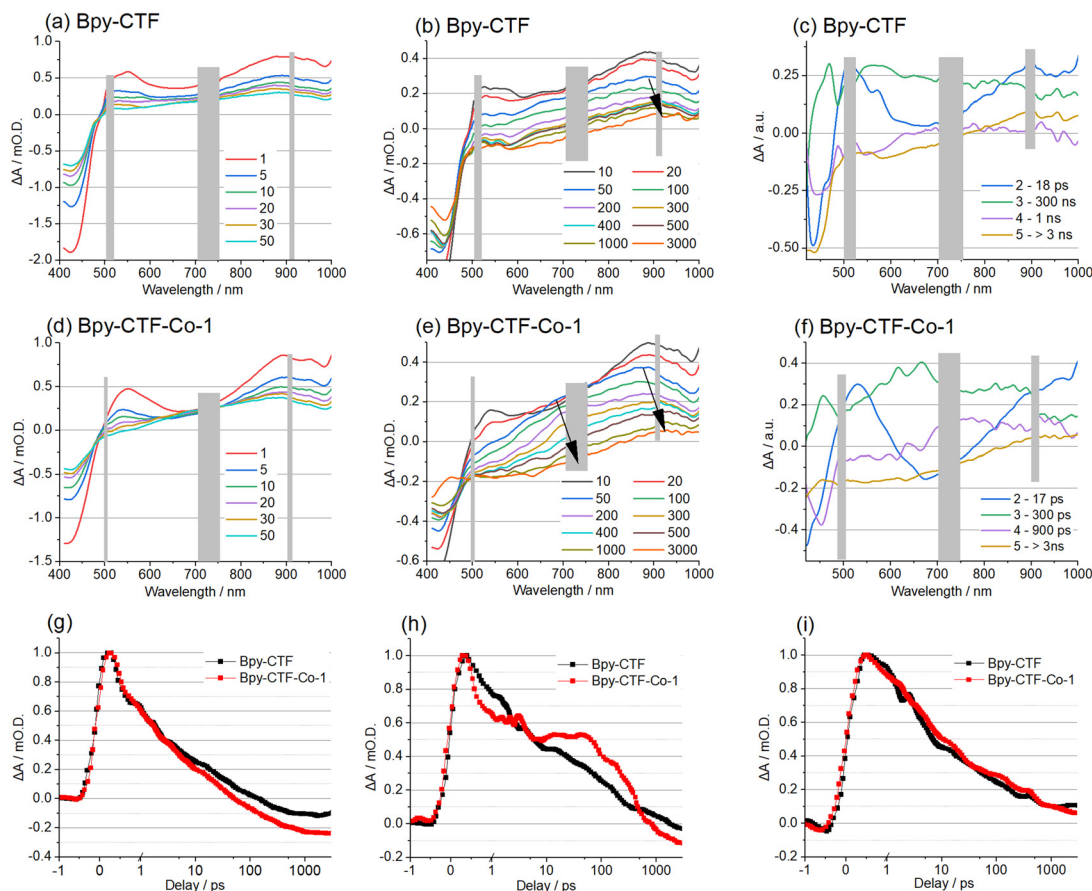 (a) Bpy-CTF
ΔA / mO.D.
1.0
0.5
0.0
-0.5
-1.0
-1.5
-2.0
1
5
10
20
30
50
400 500 600 700 800 900 1000
Wavelength / nm
(b) Bpy-CTF
ΔA / mO.D.
0.4
0.2
0.0
-0.2
-0.4
-0.6
10 20
50 100
200 300
400 500
1000 3000
400 500 600 700 800 900 1000
Wavelength / nm
(c) Bpy-CTF
ΔA / a.u.
0.25
0.00
-0.25
-0.50
2 - 18 ps
3 - 300 ns
4 - 1 ns
5 - > 3 ns
500 600 700 800 900 1000
Wavelength / nm
(d) Bpy-CTF-Co-1
ΔA / mO.D.
1.0
0.5
0.0
-0.5
-1.0
-1.5
1
5
10
20
30
50
400 500 600 700 800 900 1000
Wavelength / nm
(e) Bpy-CTF-Co-1
ΔA / mO.D.
0.4
0.2
0.0
-0.2
-0.4
-0.6
10 20
50 100
200 300
400 500
1000 3000
400 500 600 700 800 900 1000
Wavelength / nm
(f) Bpy-CTF-Co-1
ΔA / a.u.
0.4
0.2
0.0
-0.2
-0.4
2 - 17 ps
3 - 300 ps
4 - 900 ps
5 - > 3ns
500 600 700 800 900 1000
Wavelength / nm
(g)
ΔA / mO.D.
1.0
0.8
0.6
0.4
0.2
0.0
-0.2
-0.4
Bpy-CTF
Bpy-CTF-Co-1
-1 0 1 10 100 1000
Delay / ps
(h)
ΔA / mO.D.
1.0
0.8
0.6
0.4
0.2
0.0
-0.2
Bpy-CTF
Bpy-CTF-Co-1
-1 0 1 10 100 1000
Delay / ps
(i)
ΔA / mO.D.
1.0
0.8
0.6
0.4
0.2
0.0
-0.2
Bpy-CTF
Bpy-CTF-Co-1
-1 0 1 10 100 1000
Delay / ps